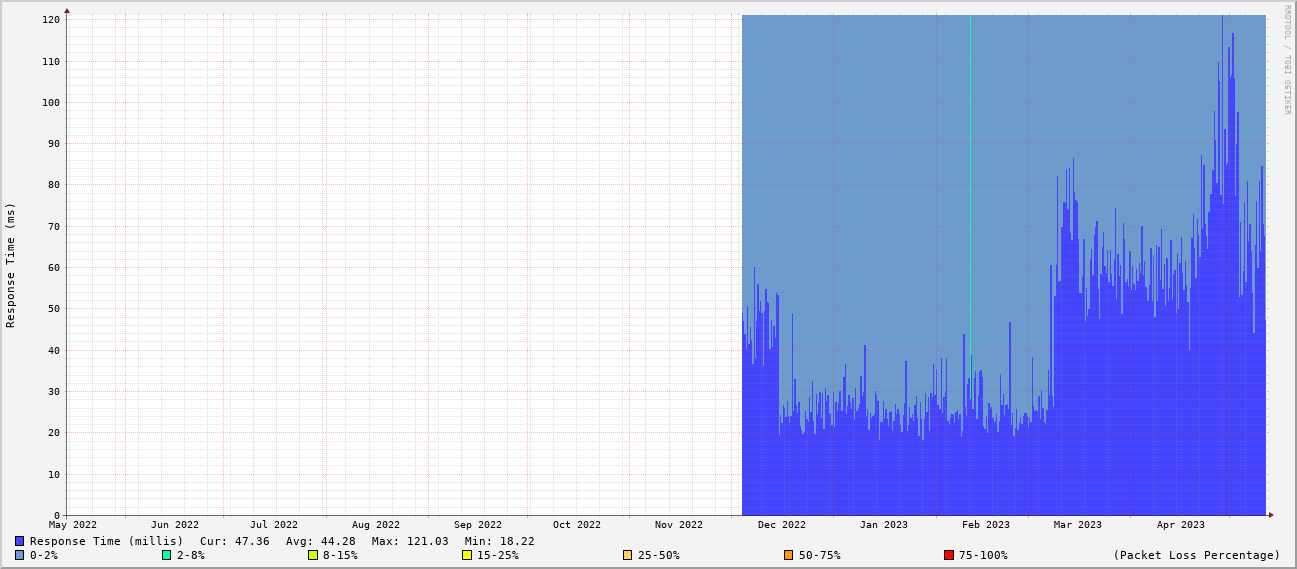 RRDTOOL / TOBI OETIKER
Response Time (ms)
120
110
100
90
80
70
60
50
40
30
20
10
0
May 2022 Jun 2022 Jul 2022 Aug 2022 Sep 2022 Oct 2022 Nov 2022 Dec 2022 Jan 2023 Feb 2023 Mar 2023 Apr 2023
Response Time (millis) Cur: 47.36 Avg: 44.28 Max: 121.03 Min: 18.22
0-2% 2-8% 8-15% 15-25% 25-50% 50-75% 75-100% (Packet Loss Percentage)